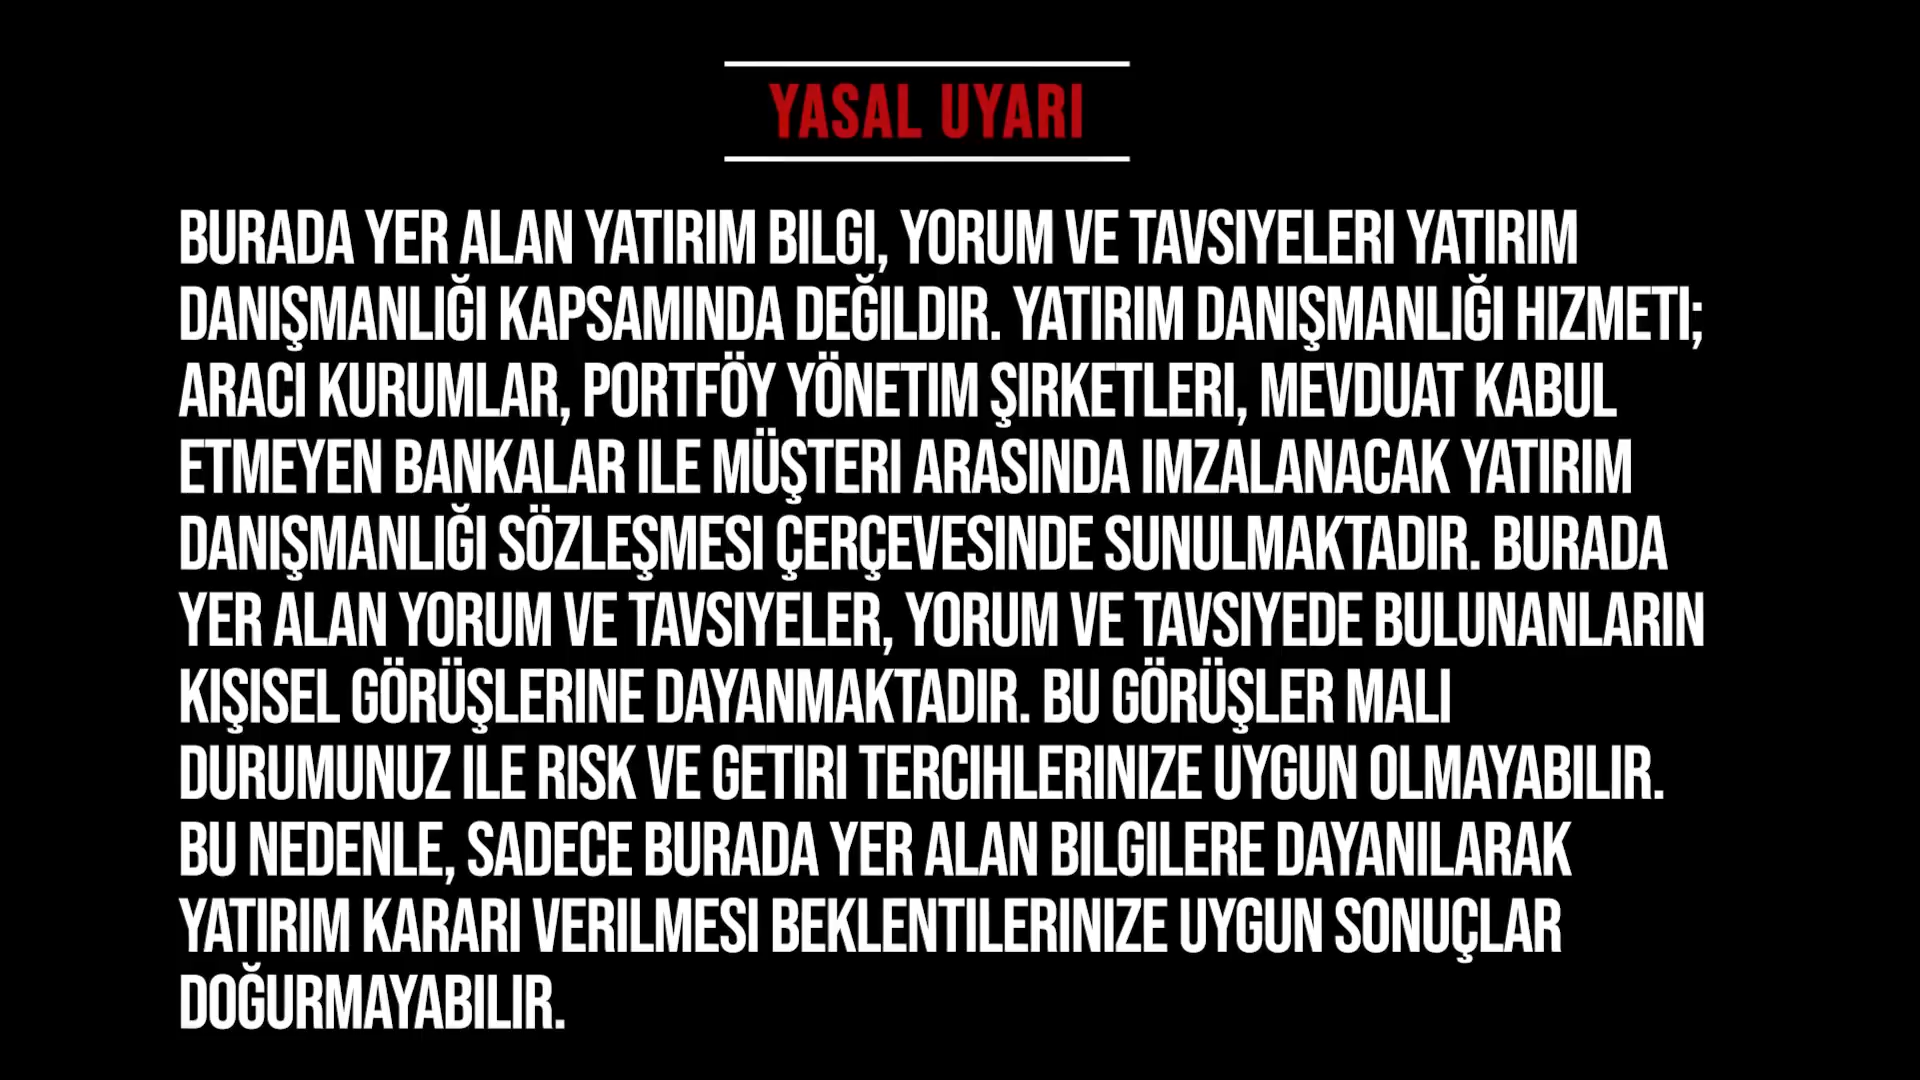 YASAL UYARI
BURADA YER ALAN YATIRIM BILGI, YORUM VE TAVSIYELERI YATIRIM
DANIŞMANLIĞI KAPSAMINDA DEĞILDIR. YATIRIM DANIŞMANLIĞI HIZMETI;
ARACI KURUMLAR, PORTFÖY YÖNETIM ŞIRKETLERI, MEVDUAT KABUL
ETMEYEN BANKALAR ILE MÜŞTERI ARASINDA IMZALANACAK YATIRIM
DANIŞMANLIĞI SÖZLEŞMESI ÇERÇEVESINDE SUNULMAKTADIR. BURADA
YER ALAN YORUM VE TAVSIYELER, YORUM VE TAVSIYEDE BULUNANLARIN
KIŞISEL GÖRÜŞLERINE DAYANMAKTADIR. BU GÖRÜŞLER MALI
DURUMUNUZ ILE RISK VE GETIRI TERCIHLERINIZE UYGUN OLMAYABILIR.
BU NEDENLE, SADECE BURADA YER ALAN BILGILERE DAYANILARAK
YATIRIM KARARI VERILMESI BEKLENTILERINIZE UYGUN SONUÇLAR
DOĞURMAYABILIR.